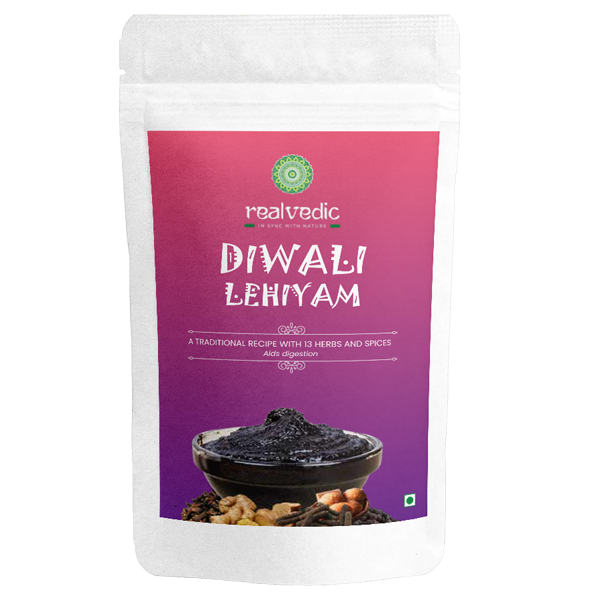 realvedic
IN SYNC WITH NATURE
DIWALI
LEHIYAM
A TRADITIONAL RECIPE WITH 13 HERBS AND SPICES
Aids digestion